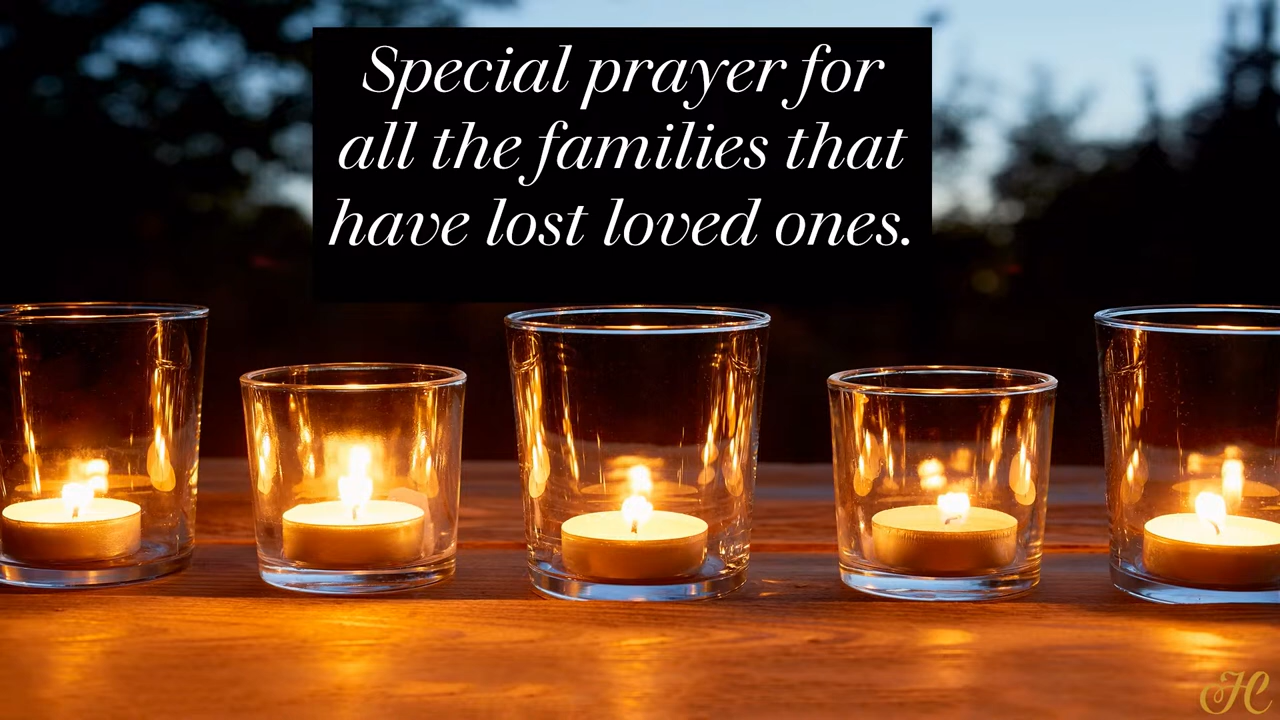 Special prayer for
all the families that
have lost loved ones.